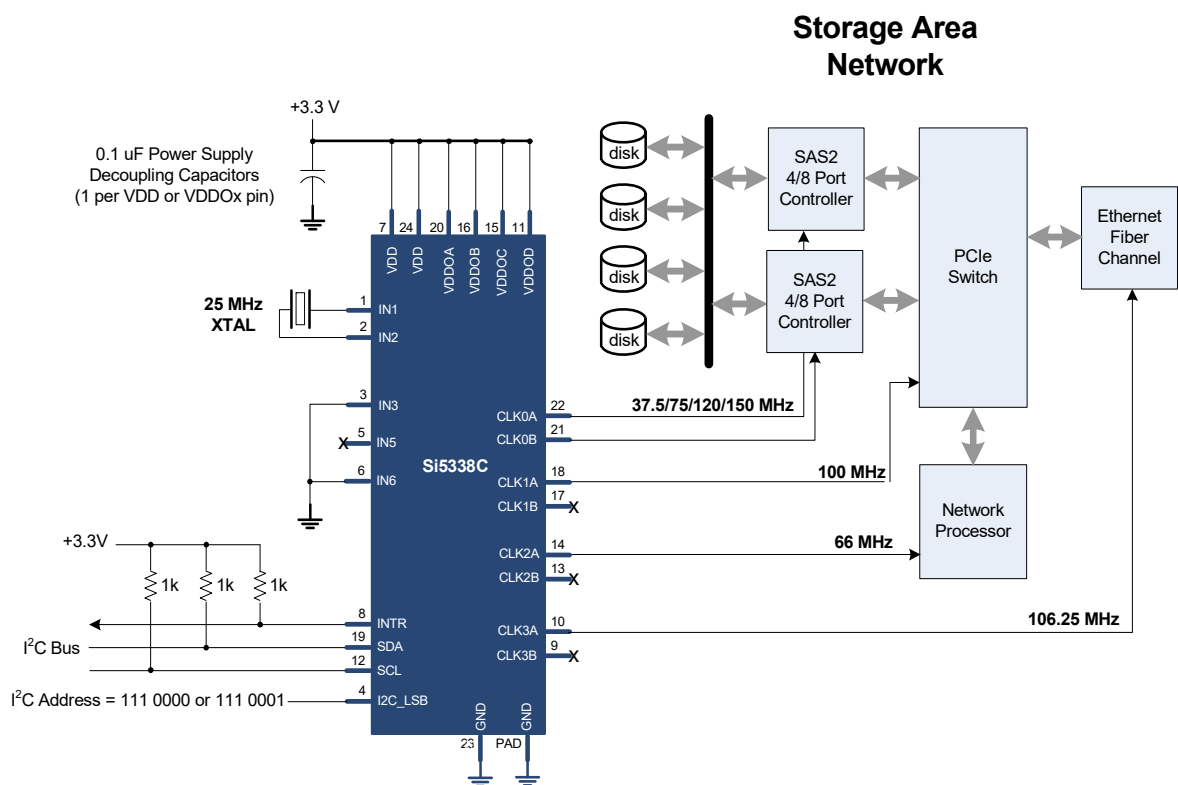 Storage Area
Network
+3.3 V
0.1 uF Power Supply
Decoupling Capacitors
(1 per VDD or VDDOx pin)
7
24
20
16
15
11
VDD
VDD
VDDOA
VDDOB
VDDOC
VDDOD
25 MHz
XTAL
1
IN1
2
IN2
3
IN3
5
X
IN5
6
IN6
Si5338C
+3.3V
1k
1k
1k
8
INTR
I2C Bus
19
SDA
12
SCL
I2C Address = 111 0000 or 111 0001
4
I2C_LSB
GND
GND
23
PAD
CLK0A
22
37.5/75/120/150 MHz
CLK0B
21
CLK1A
18
100 MHz
CLK1B
17
X
CLK2A
14
66 MHz
CLK2B
13
X
CLK3A
10
106.25 MHz
CLK3B
9
X
disk
disk
disk
disk
SAS2
4/8 Port
Controller
SAS2
4/8 Port
Controller
PCIe
Switch
Ethernet
Fiber
Channel
Network
Processor